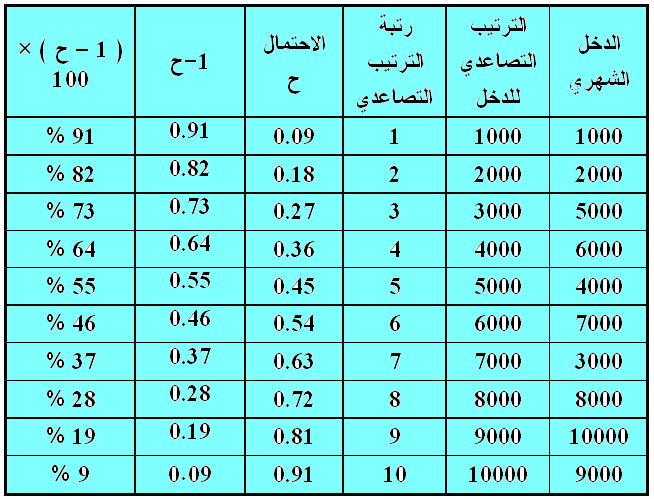 الدخل الشهري | الترتيب التصاعدي للدخل | رتبة الترتيب التصاعدي | الاحتمال ح | 1-ح | ( 1 - ح ) × 100
1000 | 1000 | 1 | 0.09 | 0.91 | 91 %
2000 | 2000 | 2 | 0.18 | 0.82 | 82 %
5000 | 3000 | 3 | 0.27 | 0.73 | 73 %
6000 | 4000 | 4 | 0.36 | 0.64 | 64 %
4000 | 5000 | 5 | 0.45 | 0.55 | 55 %
7000 | 6000 | 6 | 0.54 | 0.46 | 46 %
3000 | 7000 | 7 | 0.63 | 0.37 | 37 %
8000 | 8000 | 8 | 0.72 | 0.28 | 28 %
10000 | 9000 | 9 | 0.81 | 0.19 | 19 %
9000 | 10000 | 10 | 0.91 | 0.09 | 9 %